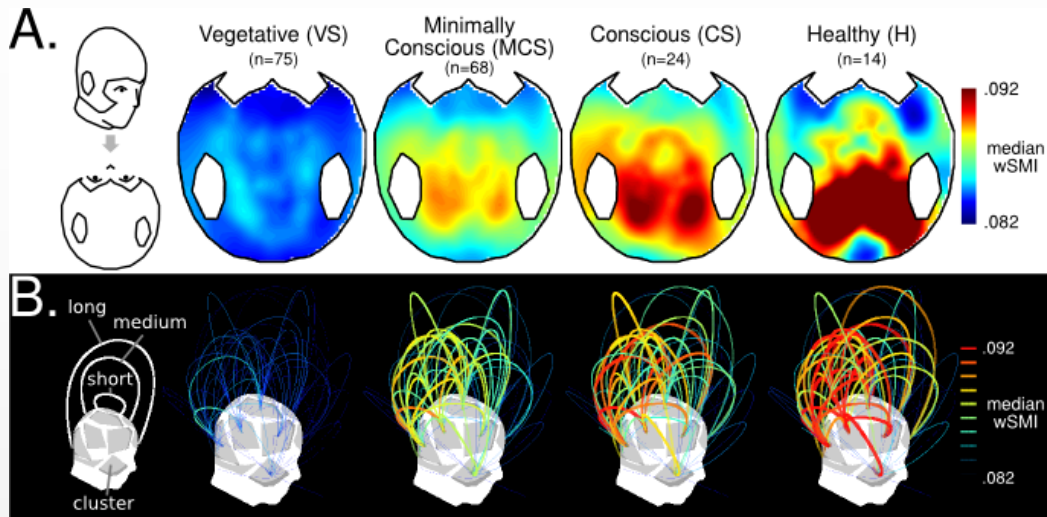 A.
Vegetative (VS)
(n=75)
Minimally
Conscious (MCS)
(n=68)
Conscious (CS)
(n=24)
Healthy (H)
(n=14)
.092
median
wSMI
.082
B.
long
medium
short
cluster
.092
median
wSMI
.082